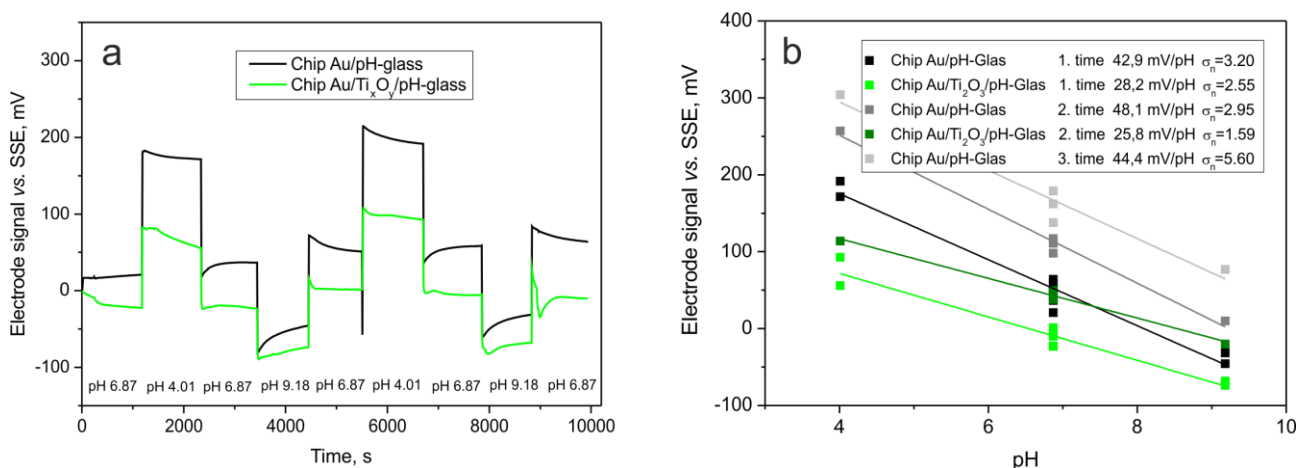 a
Chip Au/pH-glass
Chip Au/TiₓOᵧ/pH-glass
Electrode signal vs. SSE, mV
400
300
200
100
0
-100
pH 6.87 pH 4.01 pH 6.87 pH 9.18 pH 6.87 pH 4.01 pH 6.87 pH 9.18 pH 6.87
0 2000 4000 6000 8000 10000
Time, s
b
Chip Au/pH-Glas 1. time 42,9 mV/pH σₙ=3.20
Chip Au/Ti₂O₃/pH-Glas 1. time 28,2 mV/pH σₙ=2.55
Chip Au/pH-Glas 2. time 48,1 mV/pH σₙ=2.95
Chip Au/Ti₂O₃/pH-Glas 2. time 25,8 mV/pH σₙ=1.59
Chip Au/pH-Glas 3. time 44,4 mV/pH σₙ=5.60
Electrode signal vs. SSE, mV
400
300
200
100
0
-100
4 6 8 10
pH